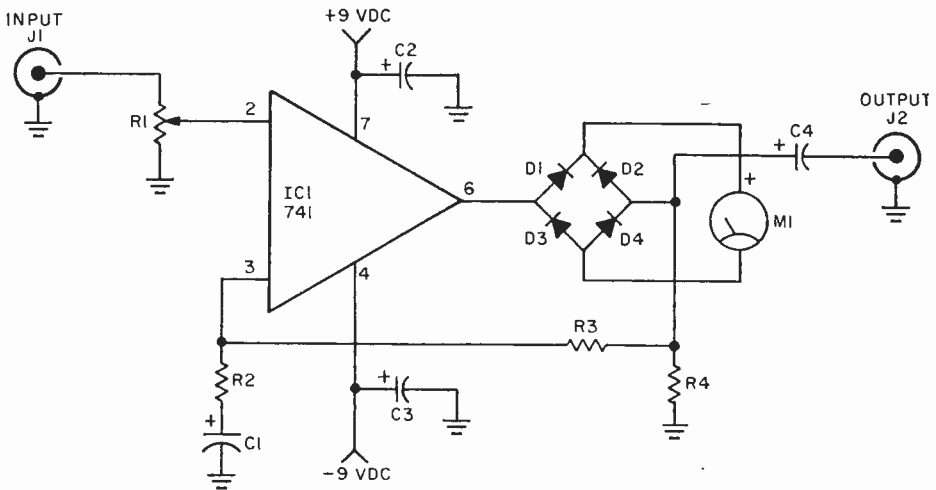 INPUT
J1
R1
+9 VDC
+
C2
2
7
IC1
741
6
3
4
D1
D2
D3
D4
+
C4
OUTPUT
J2
+
M1
R3
R2
+
C1
+
C3
R4
-9 VDC